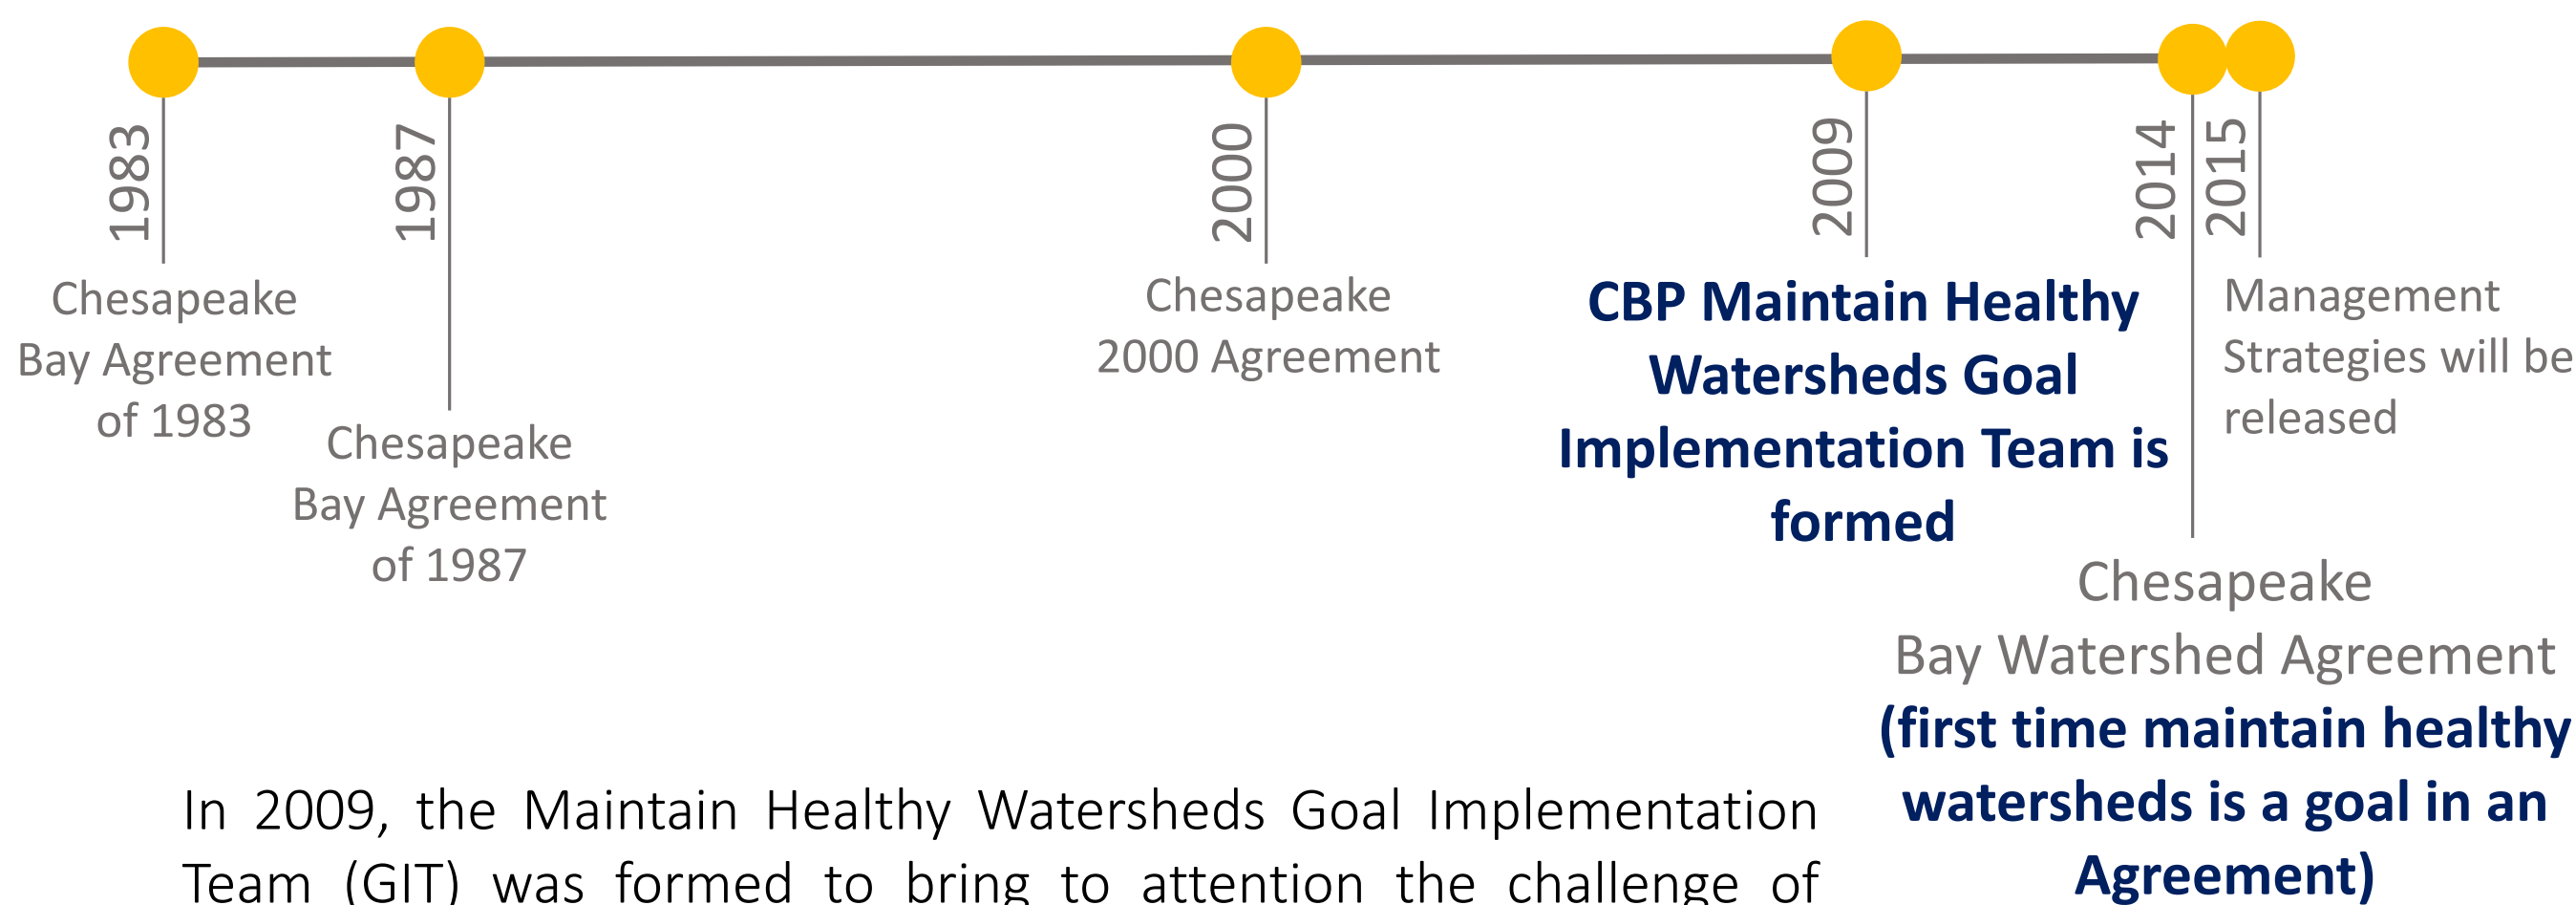 1983
Chesapeake
Bay Agreement
of 1983
1987
Chesapeake
Bay Agreement
of 1987
2000
Chesapeake
2000 Agreement
2009
CBP Maintain Healthy
Watersheds Goal
Implementation Team is
formed
2014
Chesapeake
Bay Watershed Agreement
(first time maintain healthy
watersheds is a goal in an
Agreement)
2015
Management
Strategies will be
released
In 2009, the Maintain Healthy Watersheds Goal Implementation
Team (GIT) was formed to bring to attention the challenge of